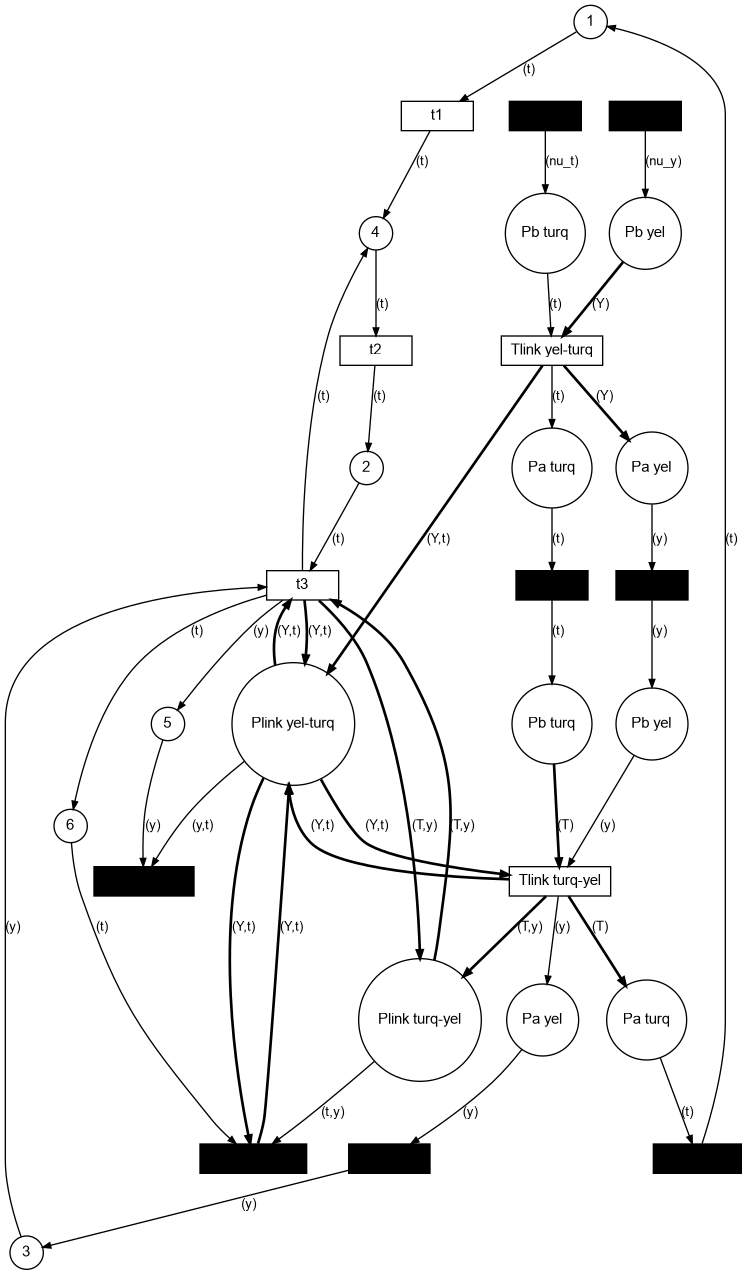 1
(t)
t1
(nu_t)
(nu_y)
(t)
4
Pb turq
Pb yel
(t)
(t)
(Y)
t2
Tlink yel-turq
(t)
(t)
(t)
(Y)
2
Pa turq
Pa yel
(t)
(Y,t)
(t)
(y)
(t)
t3
(t)
(y)
(Y,t)
(Y,t)
(t)
(y)
5
Plink yel-turq
Pb turq
Pb yel
6
(y)
(y,t)
(Y,t)
(Y,t)
(T,y)
(T,y)
(T)
(y)
Tlink turq-yel
(y)
(t)
(Y,t)
(Y,t)
(T,y)
(y)
(T)
Plink turq-yel
Pa yel
Pa turq
(t,y)
(y)
(t)
(y)
3